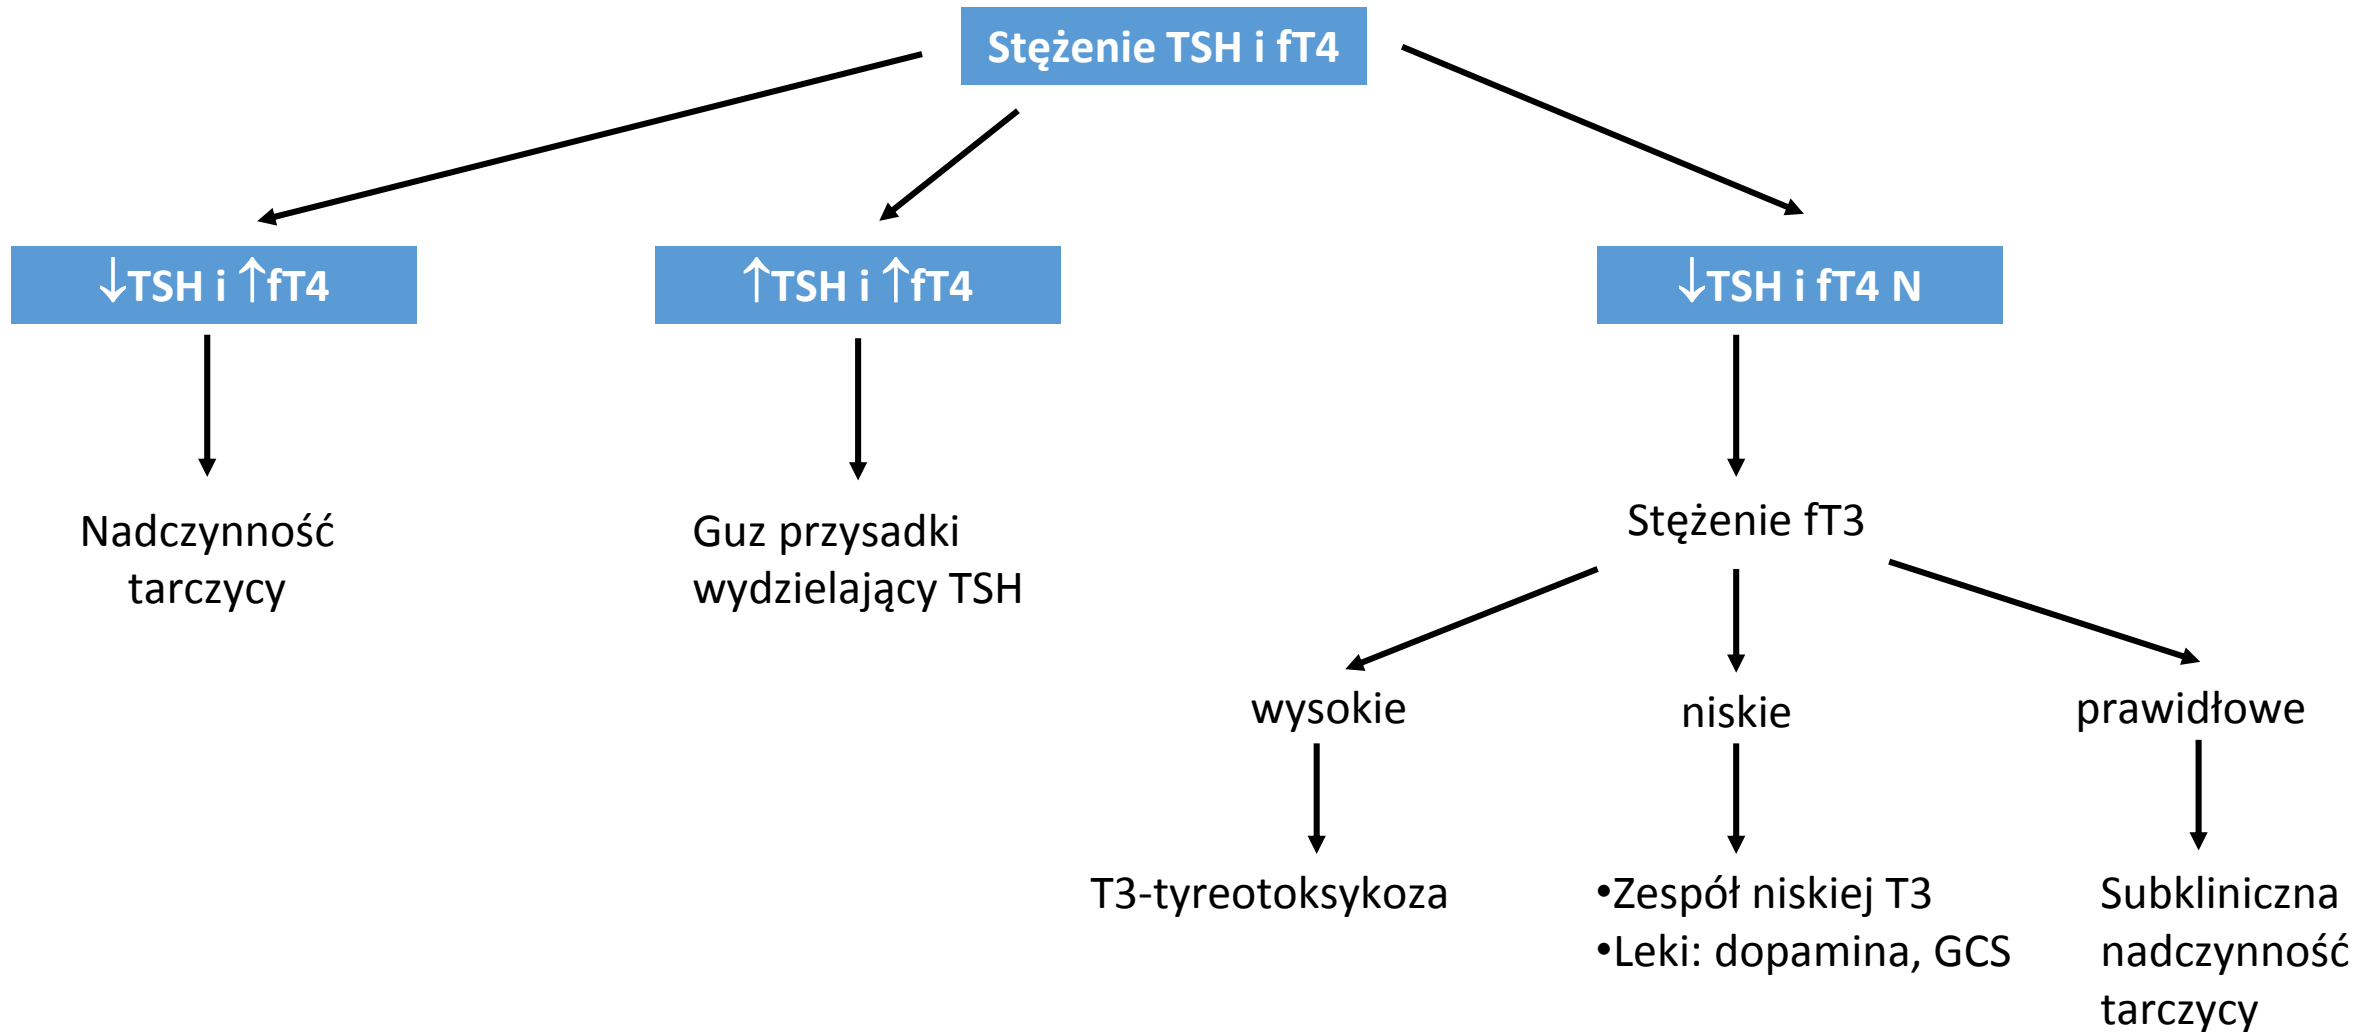 Stężenie TSH i fT4
↓TSH i ↑fT4
↑TSH i ↑fT4
↓TSH i fT4 N
Nadczynność
tarczycy
Guz przysadki
wydzielający TSH
Stężenie fT3
wysokie
niskie
prawidłowe
T3-tyreotoksykoza
•Zespół niskiej T3
•Leki: dopamina, GCS
Subkliniczna
nadczynność
tarczycy